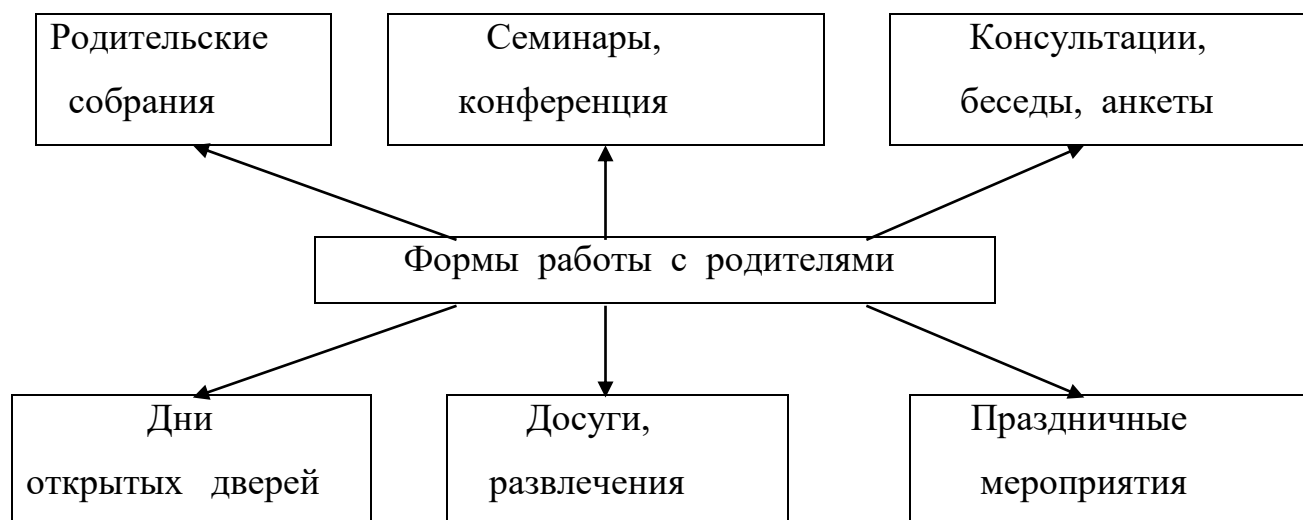 Родительские
собрания
Семинары,
конференция
Консультации,
беседы, анкеты
Формы работы с родителями
Дни
открытых дверей
Досуги,
развлечения
Праздничные
мероприятия